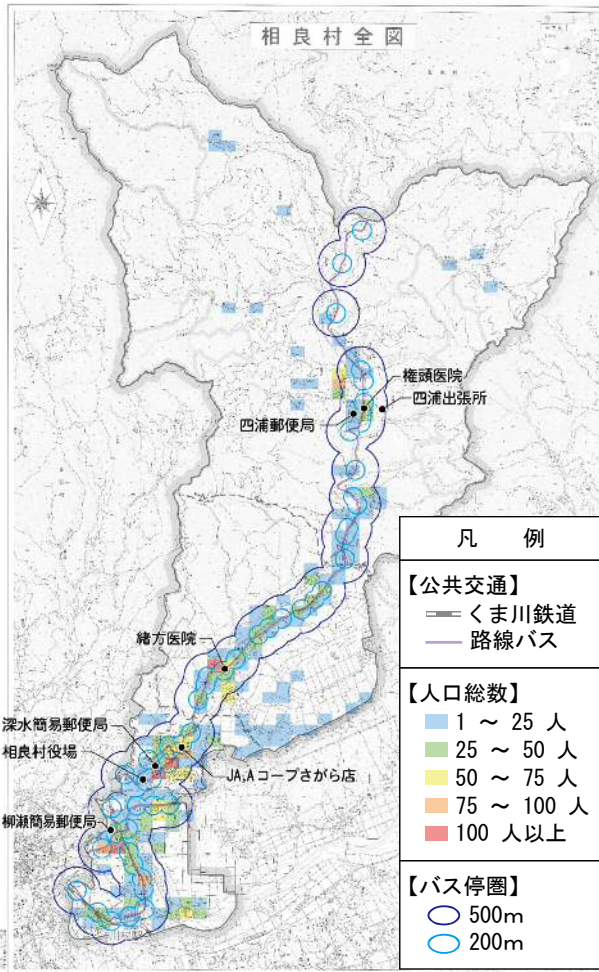 相良村全図
権頭医院
四浦出張所
四浦郵便局
緒方医院
深水簡易郵便局
相良村役場
JA,Aコープさがら店
柳瀬簡易郵便局
凡 例
【公共交通】
くま川鉄道
路線バス
【人口総数】
1 ～ 25 人
25 ～ 50 人
50 ～ 75 人
75 ～ 100 人
100 人以上
【バス停圏】
500m
200m